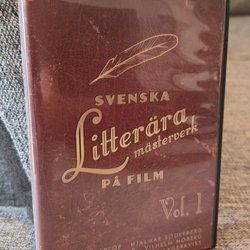 SVENSKA
Litterära
mästerverk
PÅ FILM
Vol. 1
HJALMAR SÖDERBERG
VILHELM MOBERG